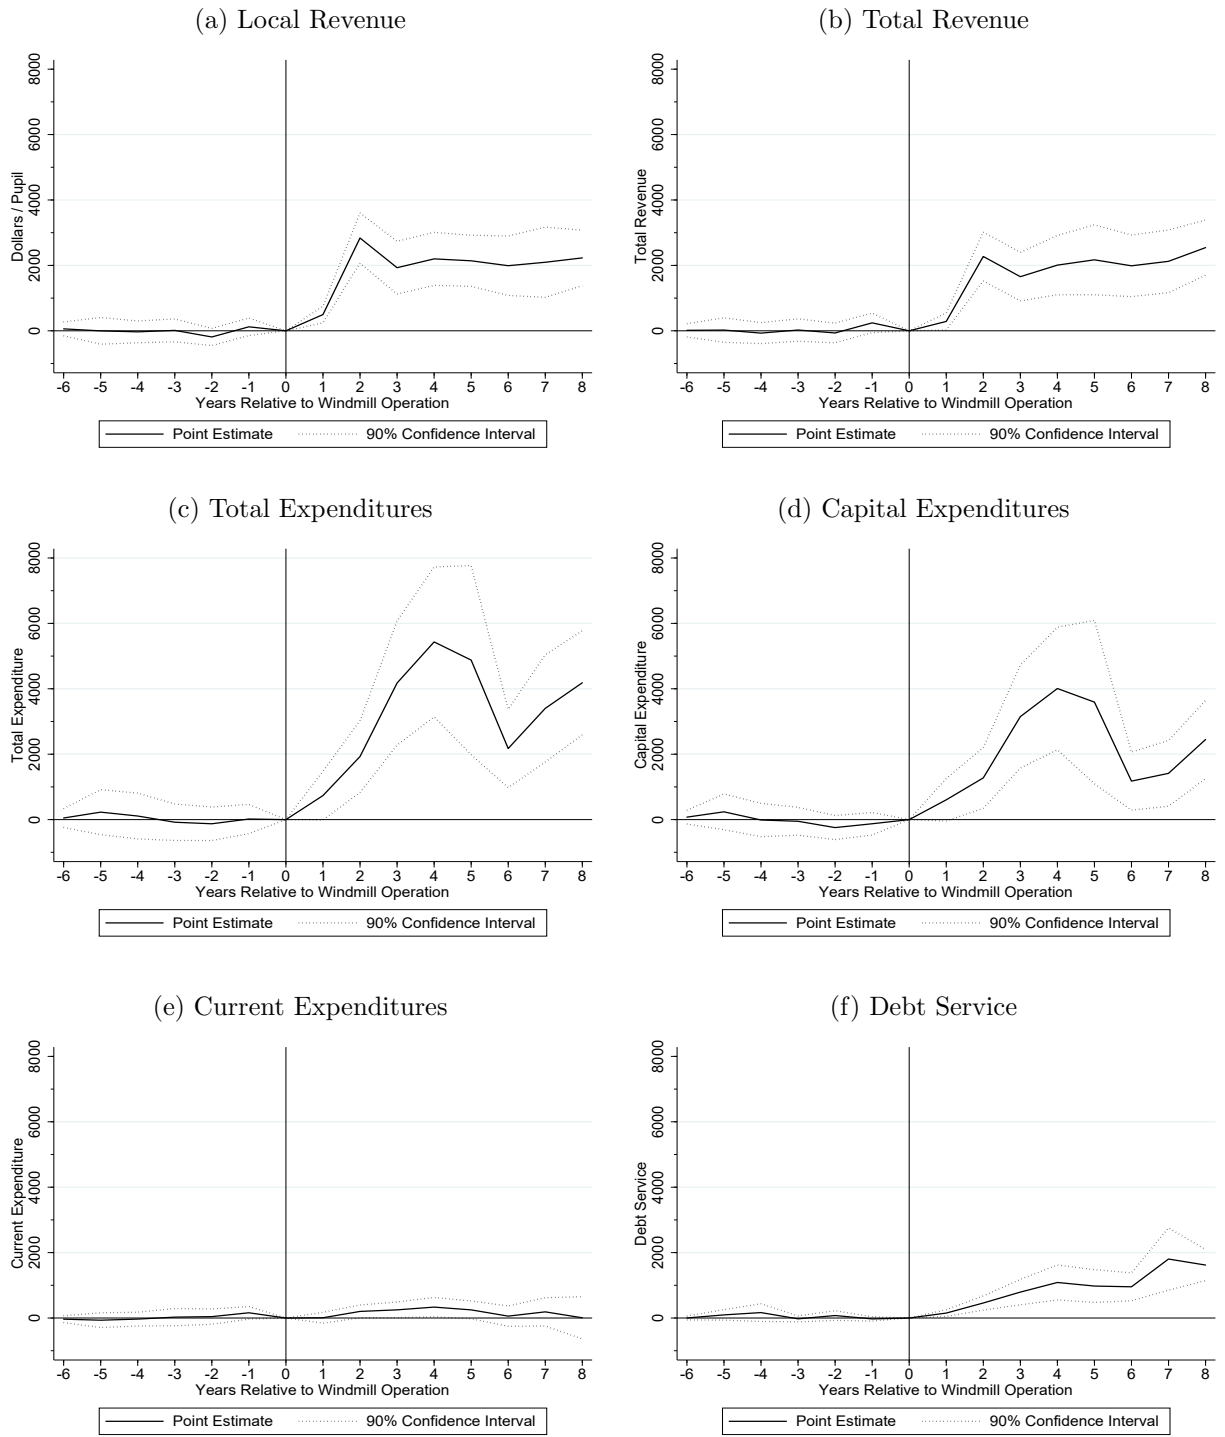 (a) Local Revenue
Dollars / Pupil
8000
6000
4000
2000
0
-6 -5 -4 -3 -2 -1 0 1 2 3 4 5 6 7 8
Years Relative to Windmill Operation
Point Estimate 90% Confidence Interval
(b) Total Revenue
Total Revenue
8000
6000
4000
2000
0
-6 -5 -4 -3 -2 -1 0 1 2 3 4 5 6 7 8
Years Relative to Windmill Operation
Point Estimate 90% Confidence Interval
(c) Total Expenditures
Total Expenditure
8000
6000
4000
2000
0
-6 -5 -4 -3 -2 -1 0 1 2 3 4 5 6 7 8
Years Relative to Windmill Operation
Point Estimate 90% Confidence Interval
(d) Capital Expenditures
Capital Expenditure
8000
6000
4000
2000
0
-6 -5 -4 -3 -2 -1 0 1 2 3 4 5 6 7 8
Years Relative to Windmill Operation
Point Estimate 90% Confidence Interval
(e) Current Expenditures
Current Expenditure
8000
6000
4000
2000
0
-6 -5 -4 -3 -2 -1 0 1 2 3 4 5 6 7 8
Years Relative to Windmill Operation
Point Estimate 90% Confidence Interval
(f) Debt Service
Debt Service
8000
6000
4000
2000
0
-6 -5 -4 -3 -2 -1 0 1 2 3 4 5 6 7 8
Years Relative to Windmill Operation
Point Estimate 90% Confidence Interval